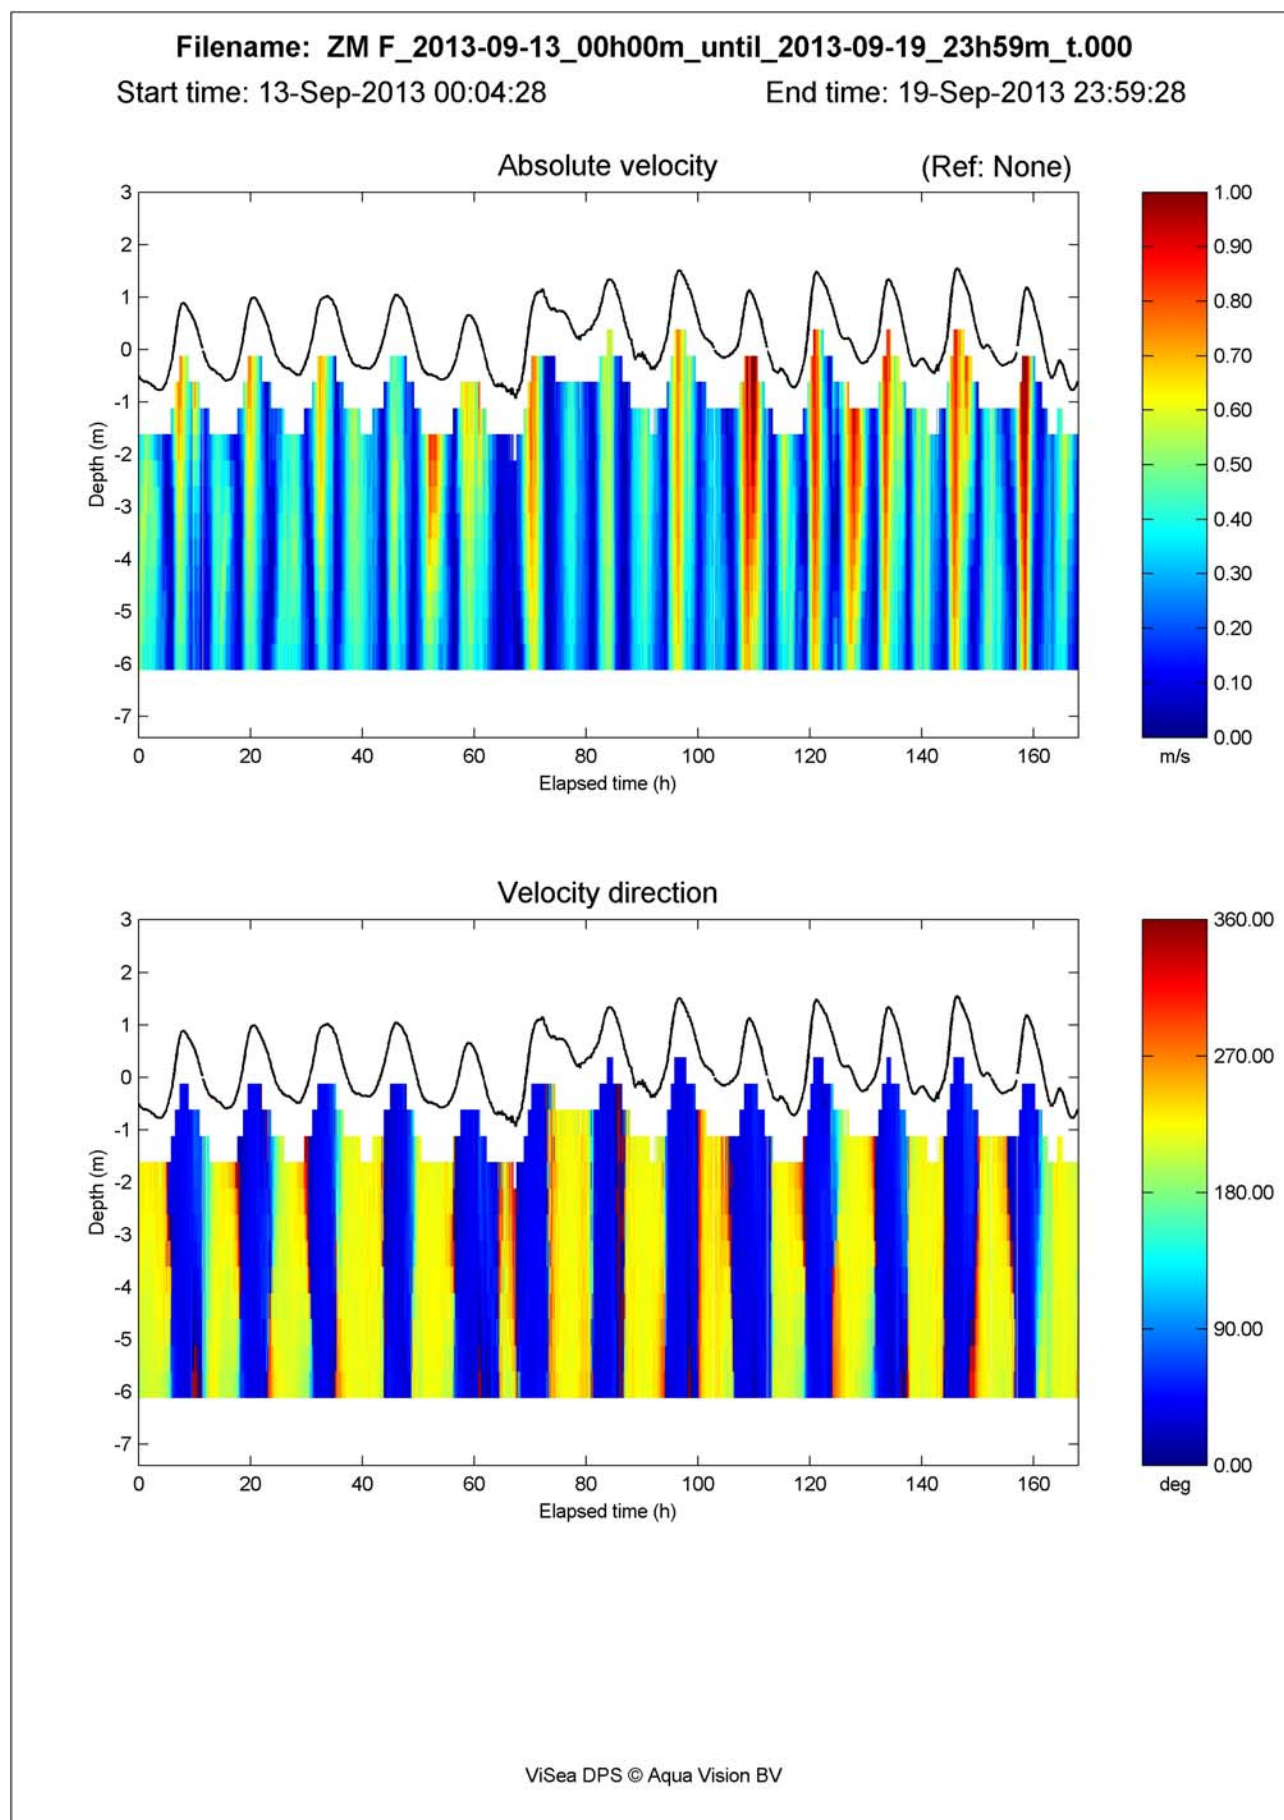 Filename: ZM F_2013-09-13_00h00m_until_2013-09-19_23h59m_t.000
Start time: 13-Sep-2013 00:04:28 End time: 19-Sep-2013 23:59:28
Absolute velocity (Ref: None)
3
2
1
0
-1
-2
-3
-4
-5
-6
-7
Depth (m)
0 20 40 60 80 100 120 140 160
Elapsed time (h)
1.00
0.90
0.80
0.70
0.60
0.50
0.40
0.30
0.20
0.10
0.00
m/s
Velocity direction
3
2
1
0
-1
-2
-3
-4
-5
-6
-7
Depth (m)
0 20 40 60 80 100 120 140 160
Elapsed time (h)
360.00
270.00
180.00
90.00
0.00
deg
ViSea DPS © Aqua Vision BV